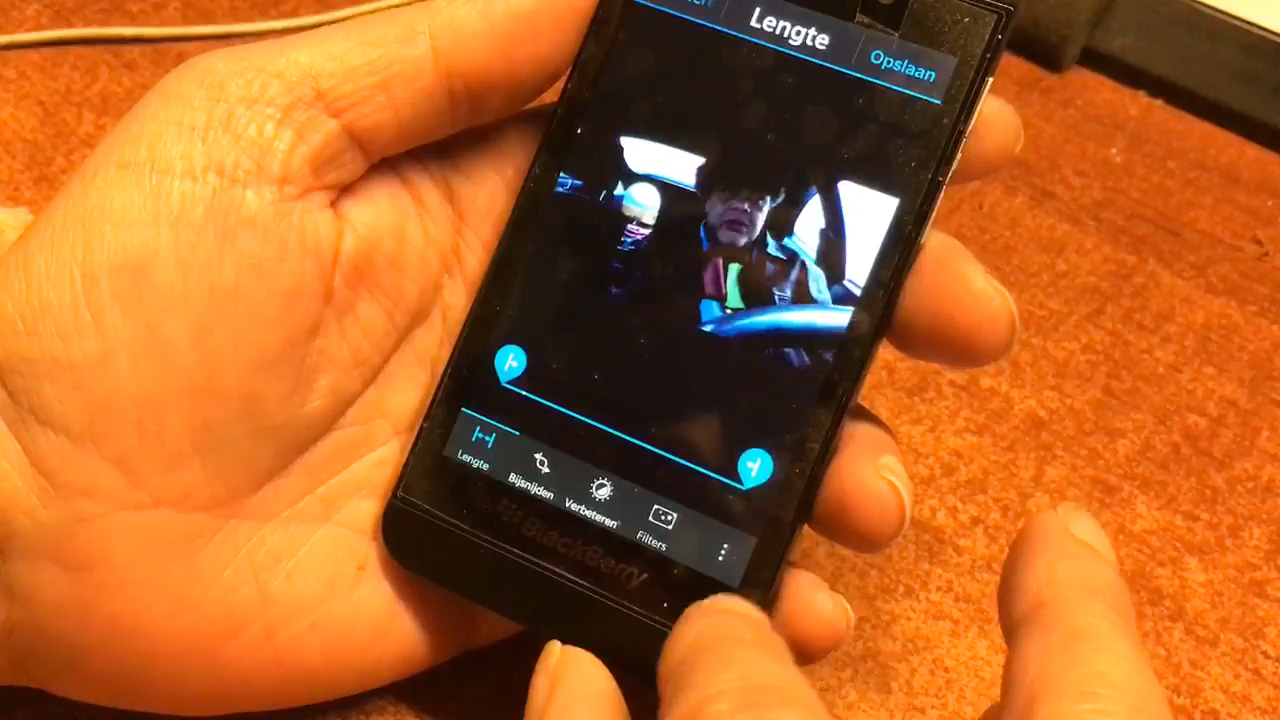 Lengte
Opslaan
Lengte
Bijsnijden
Verbeteren
Filters
BlackBerry